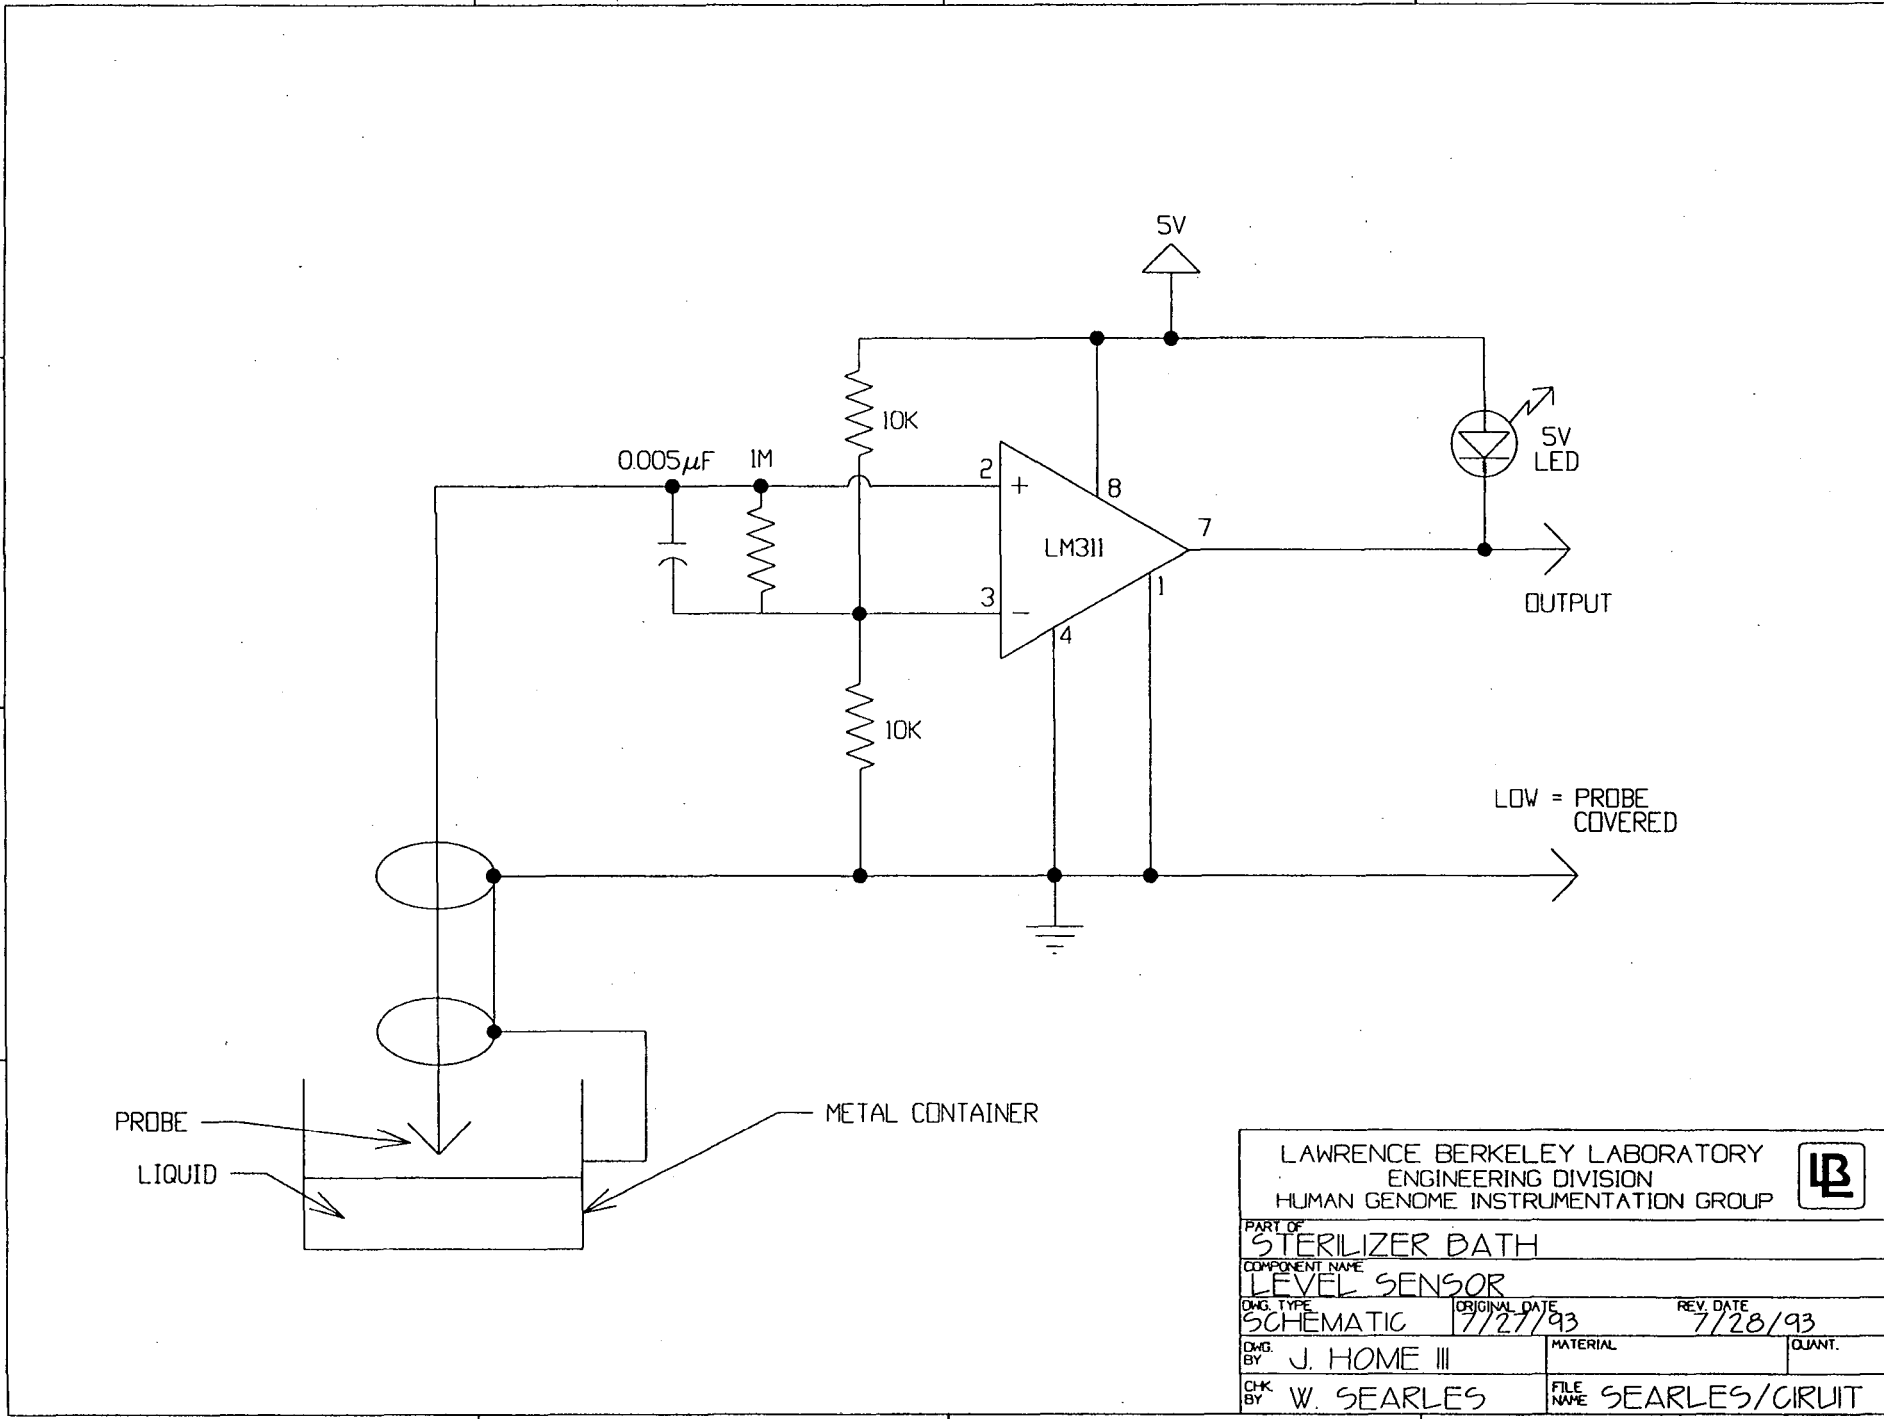 5V
10K
0.005μF 1M
2
+
8
5V
LED
LM311
7
3
−
1
OUTPUT
4
10K
LOW = PROBE
COVERED
PROBE
METAL CONTAINER
LIQUID
LAWRENCE BERKELEY LABORATORY
ENGINEERING DIVISION
HUMAN GENOME INSTRUMENTATION GROUP
LBL
PART OF
STERILIZER BATH
COMPONENT NAME
LEVEL SENSOR
DWG. TYPE
SCHEMATIC
ORIGINAL DATE
7/27/93
REV. DATE
7/28/93
DWG.
BY
J. HOME III
MATERIAL
QUANT.
CHK.
BY
W. SEARLES
FILE
NAME
SEARLES/CIRUIT